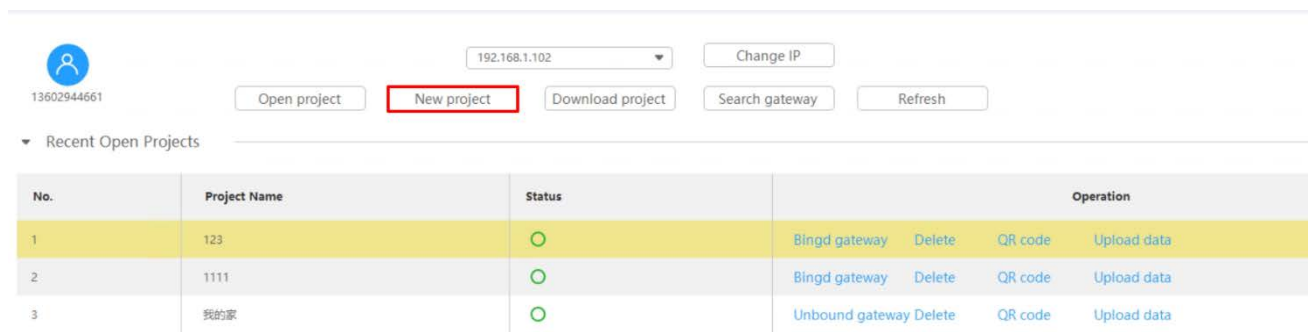 192.168.1.102 Change IP
13602944661 Open project New project Download project Search gateway Refresh
Recent Open Projects
No. Project Name Status Operation
1 123 Bingd gateway Delete QR code Upload data
2 1111 Bingd gateway Delete QR code Upload data
3 我的家 Unbound gateway Delete QR code Upload data